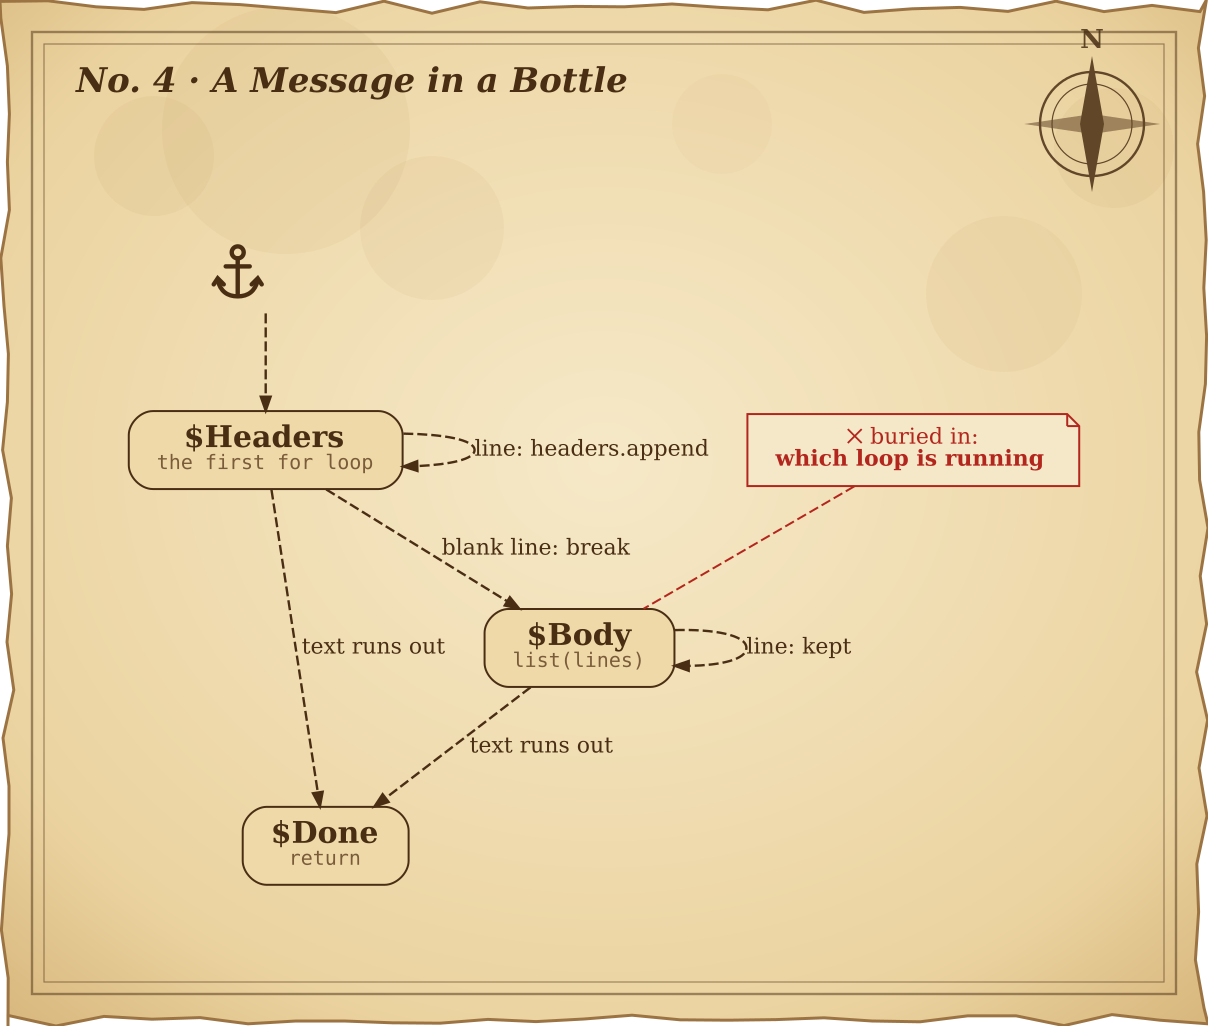 N
No. 4 · A Message in a Bottle
$Headers
the first for loop
line: headers.append
✕ buried in:
which loop is running
blank line: break
text runs out
$Body
list(lines)
line: kept
text runs out
$Done
return